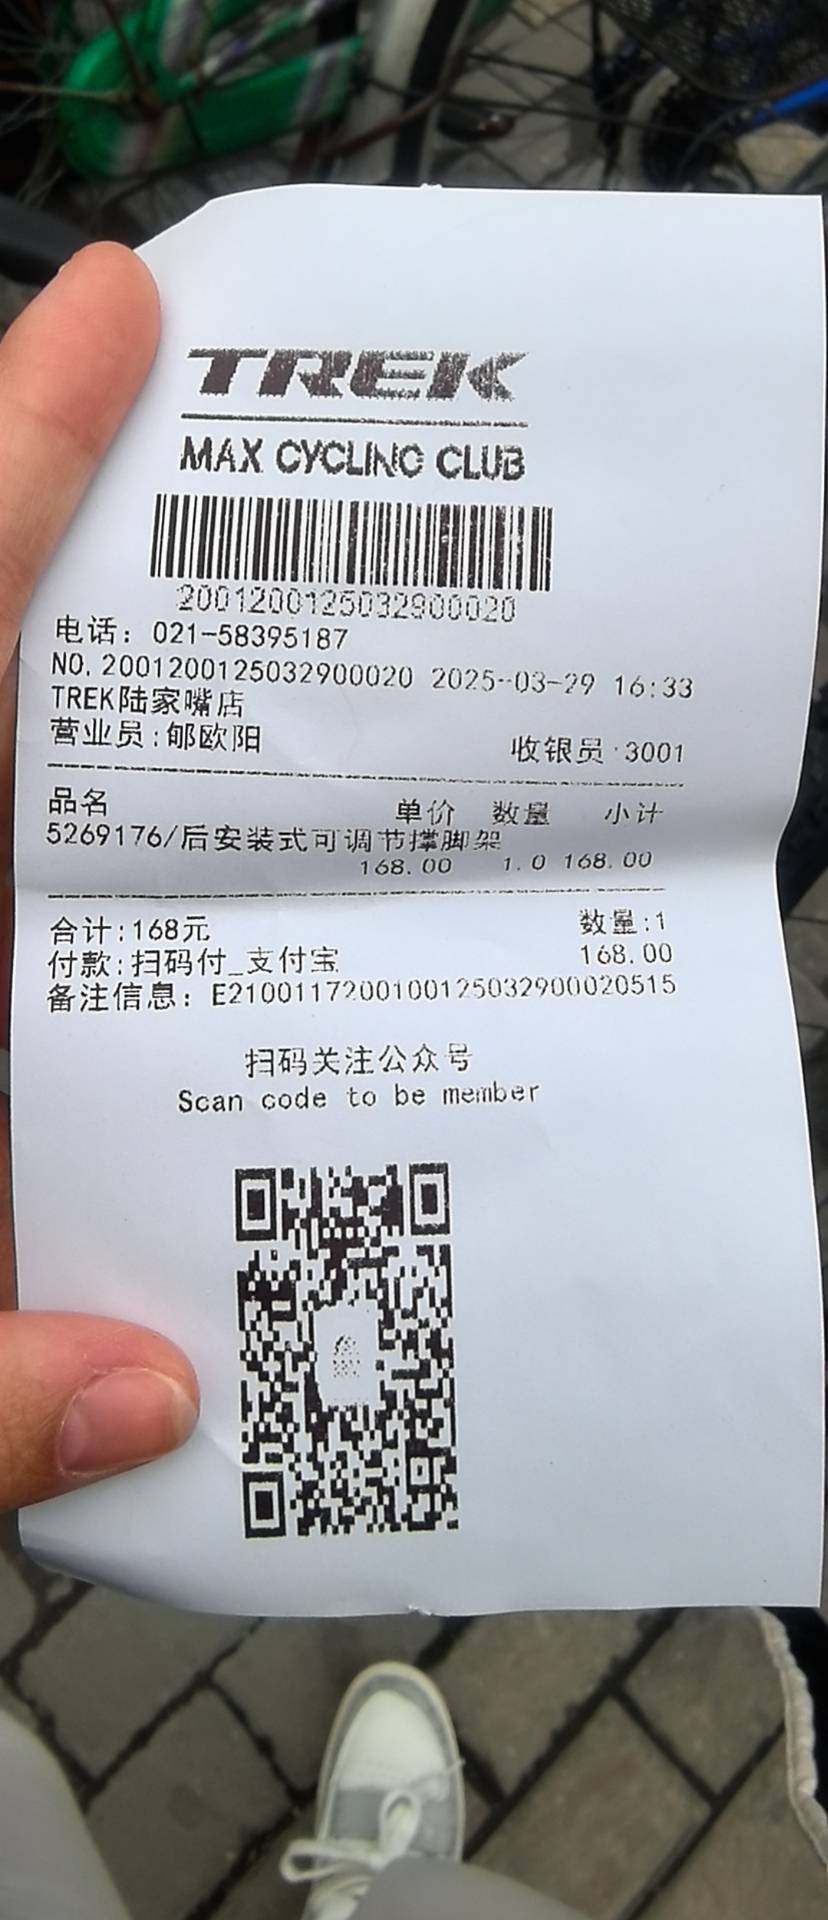 TREK
MAX CYCLING CLUB
2001200125032900020
电话: 021-58395187
NO.2001200125032900020 2025-03-29 16:33
TREK陆家嘴店
营业员:郇欧阳 收银员:3001
品名 单价 数量 小计
5269176/后安装式可调节撑脚架
168.00 1.0 168.00
合计:168元 数量:1
付款:扫码付_支付宝 168.00
备注信息: E2100117200100125032900020515
扫码关注公众号
Scan code to be member